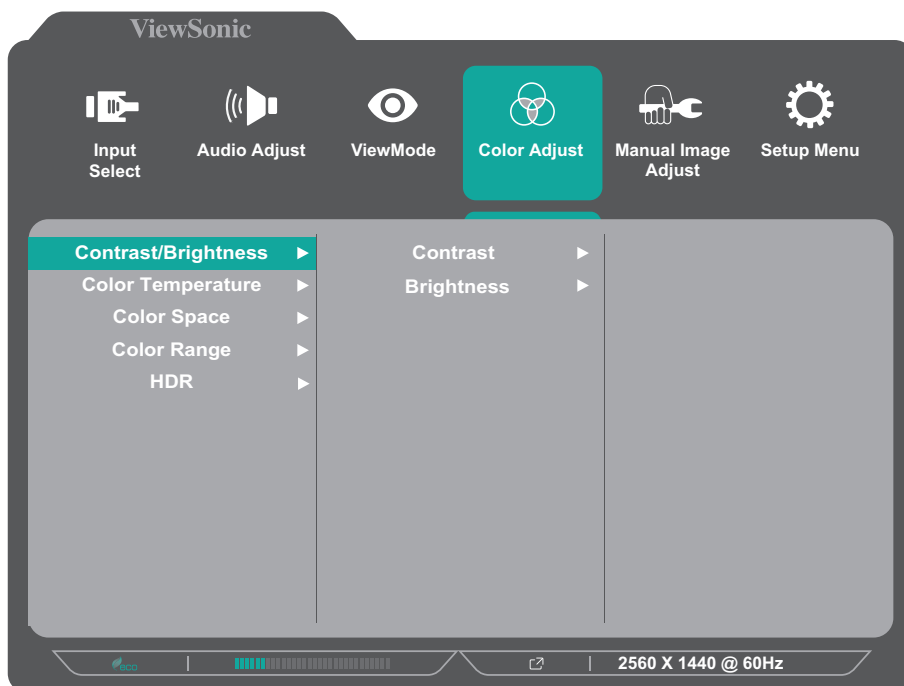 ViewSonic
Input Select
Audio Adjust
ViewMode
Color Adjust
Manual Image Adjust
Setup Menu
Contrast/Brightness
Color Temperature
Color Space
Color Range
HDR
Contrast
Brightness
eco
2560 X 1440 @ 60Hz